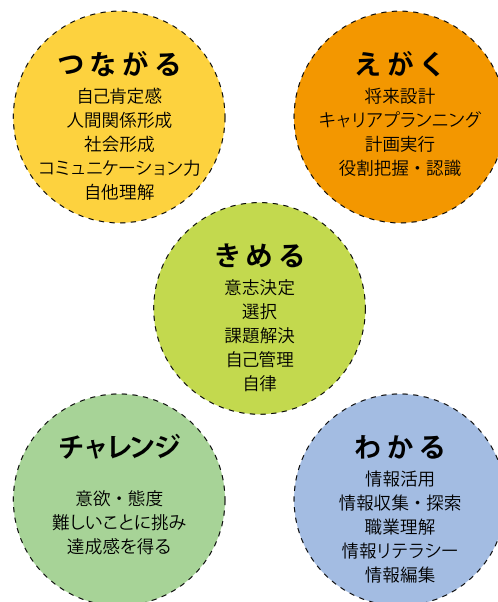 つながる
自己肯定感
人間関係形成
社会形成
コミュニケーション力
自他理解
えがく
将来設計
キャリアプランニング
計画実行
役割把握・認識
きめる
意志決定
選択
課題解決
自己管理
自律
チャレンジ
意欲・態度
難しいことに挑み
達成感を得る
わかる
情報活用
情報収集・探索
職業理解
情報リテラシー
情報編集